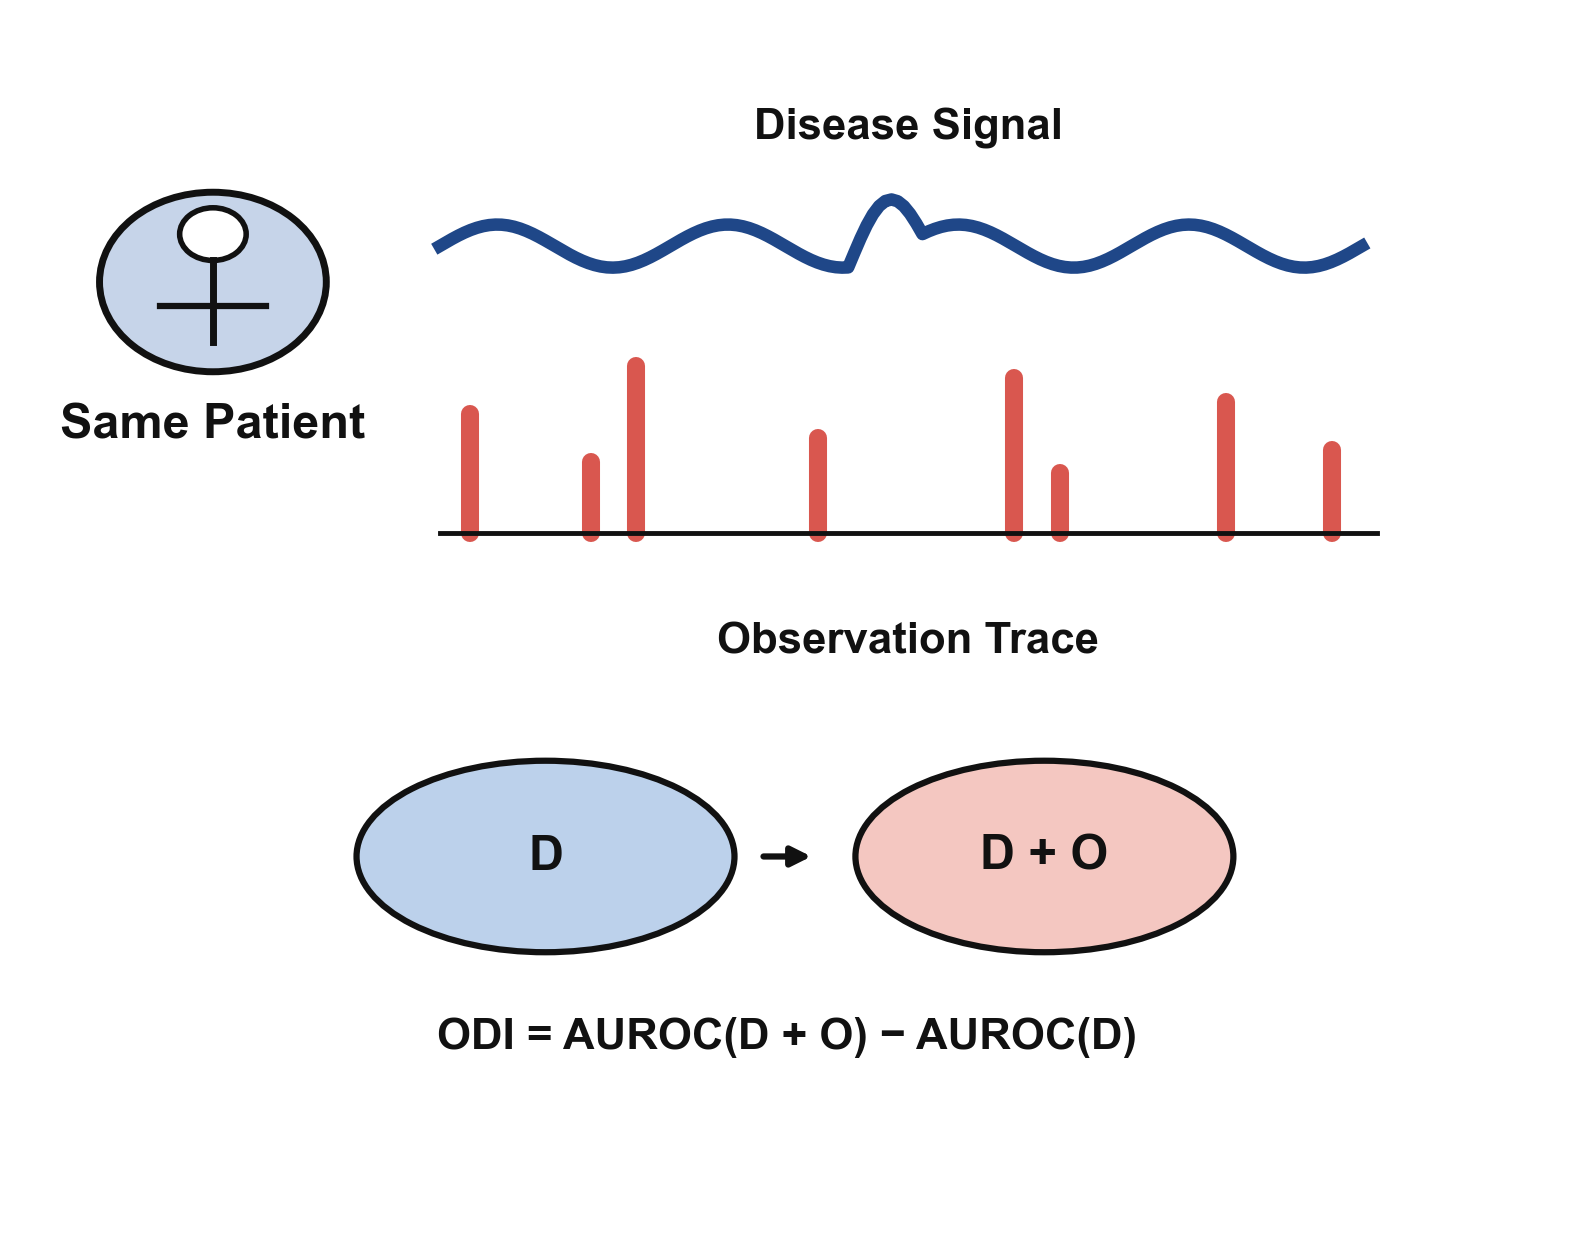 Disease Signal
Same Patient
Observation Trace
D
D + O
ODI = AUROC(D + O) − AUROC(D)